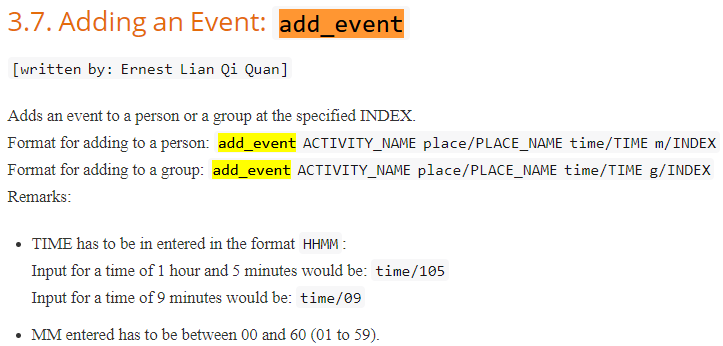 3.7. Adding an Event: add_event
[written by: Ernest Lian Qi Quan]
Adds an event to a person or a group at the specified INDEX.
Format for adding to a person: add_event ACTIVITY_NAME place/PLACE_NAME time/TIME m/INDEX
Format for adding to a group: add_event ACTIVITY_NAME place/PLACE_NAME time/TIME g/INDEX
Remarks:
• TIME has to be in entered in the format HHMM :
Input for a time of 1 hour and 5 minutes would be: time/105
Input for a time of 9 minutes would be: time/09
• MM entered has to be between 00 and 60 (01 to 59).